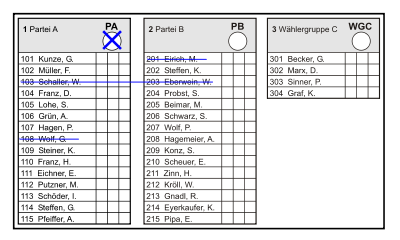 1 Partei A PA
101 Kunze, G.
102 Müller, F.
103 Schaller, W.
104 Franz, D.
105 Lohe, S.
106 Grün, A.
107 Hagen, P.
108 Wolf, G.
109 Steiner, K.
110 Franz, H.
111 Eichner, E.
112 Putzner, M.
113 Schöder, I.
114 Steffen, G.
115 Pfeiffer, A.
2 Partei B PB
201 Eirich, M.
202 Steffen, K.
203 Eberwein, W.
204 Probst, S.
205 Beimar, M.
206 Schwarz, S.
207 Wolf, P.
208 Hagemeier, A.
209 Konz, S.
210 Scheuer, E.
211 Zinn, H.
212 Kröll, W.
213 Gnadl, R.
214 Eyerkaufer, K.
215 Pipa, E.
3 Wählergruppe C WGC
301 Becker, G.
302 Marx, D.
303 Sinner, P.
304 Graf, K.